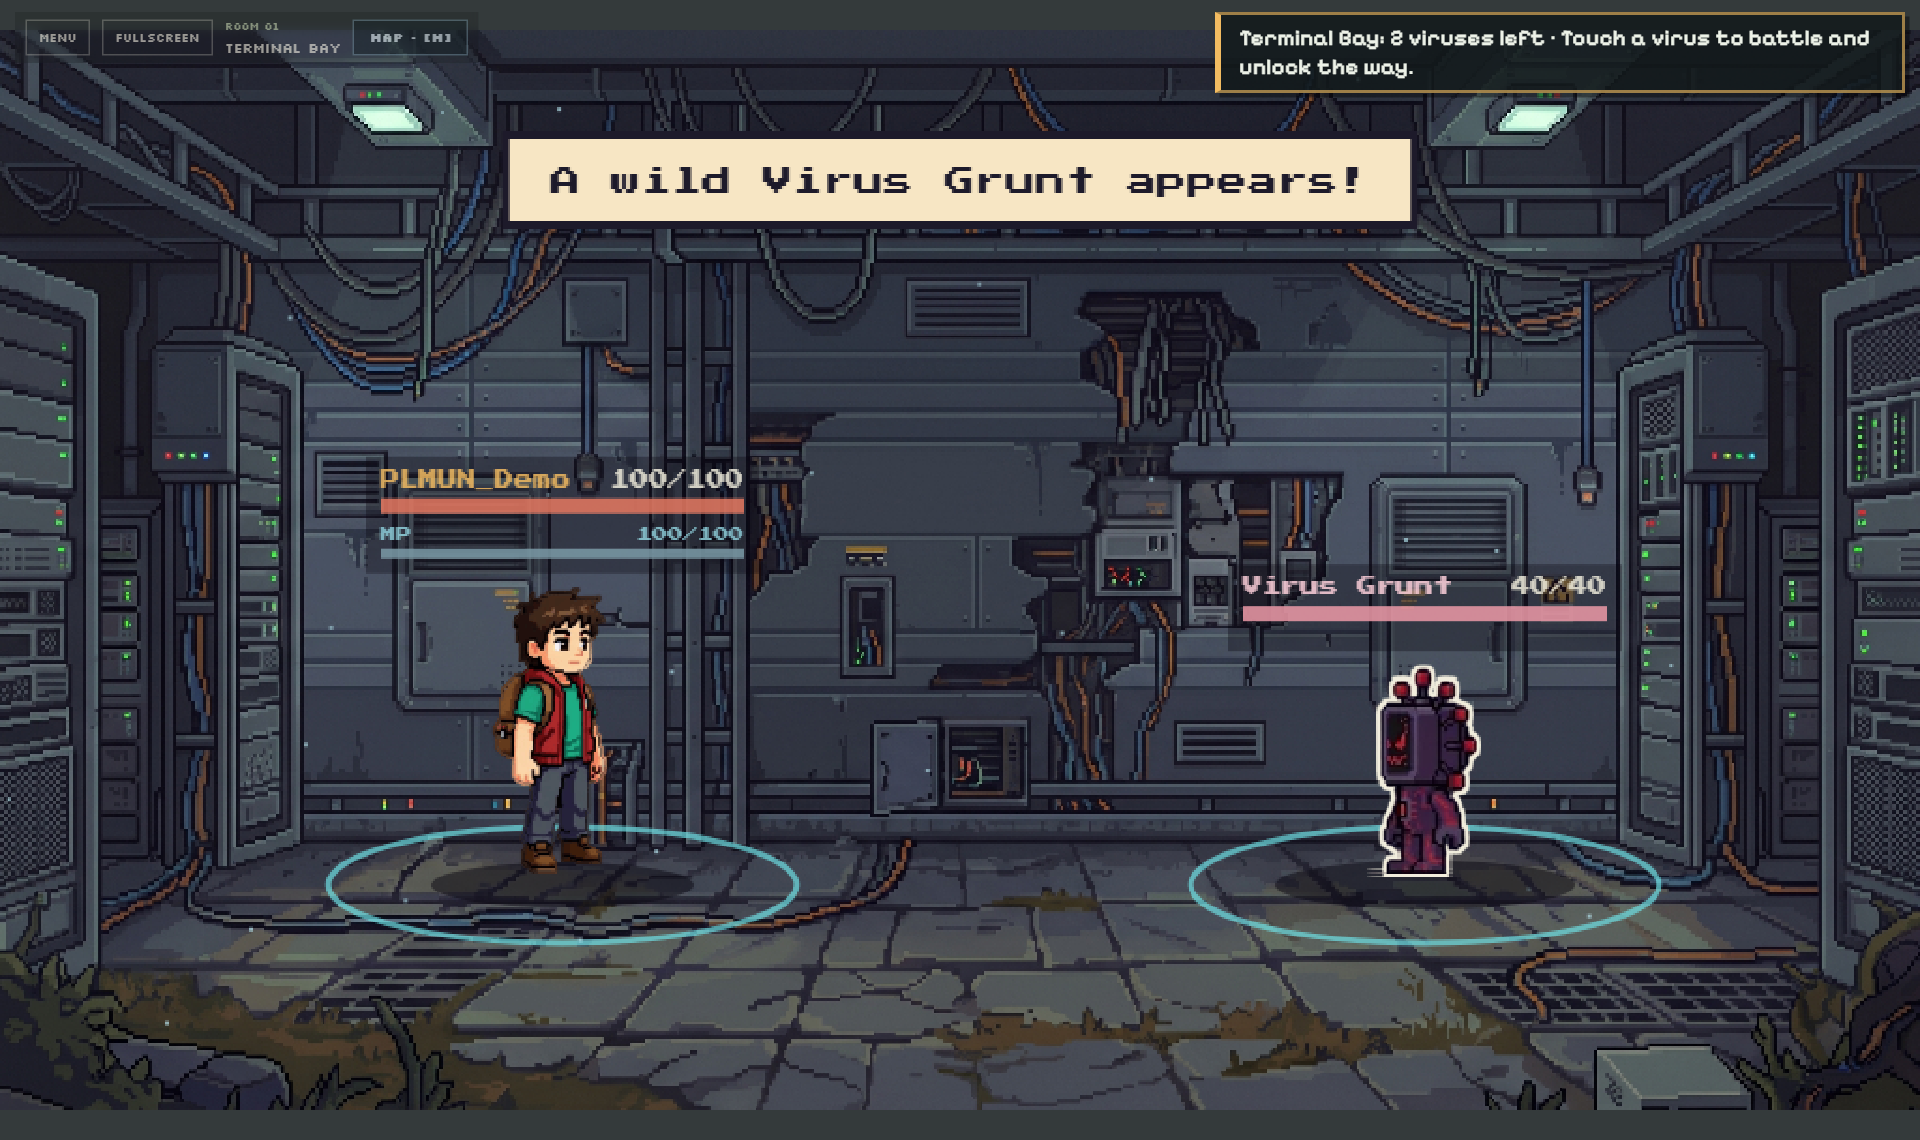 MENU
FULLSCREEN
ROOM 01
TERMINAL BAY
MAP - [M]
Terminal Bay: 2 viruses left · Touch a virus to battle and
unlock the way.
A wild Virus Grunt appears!
PLMUN_Demo 100/100
MP 100/100
Virus Grunt 40/40